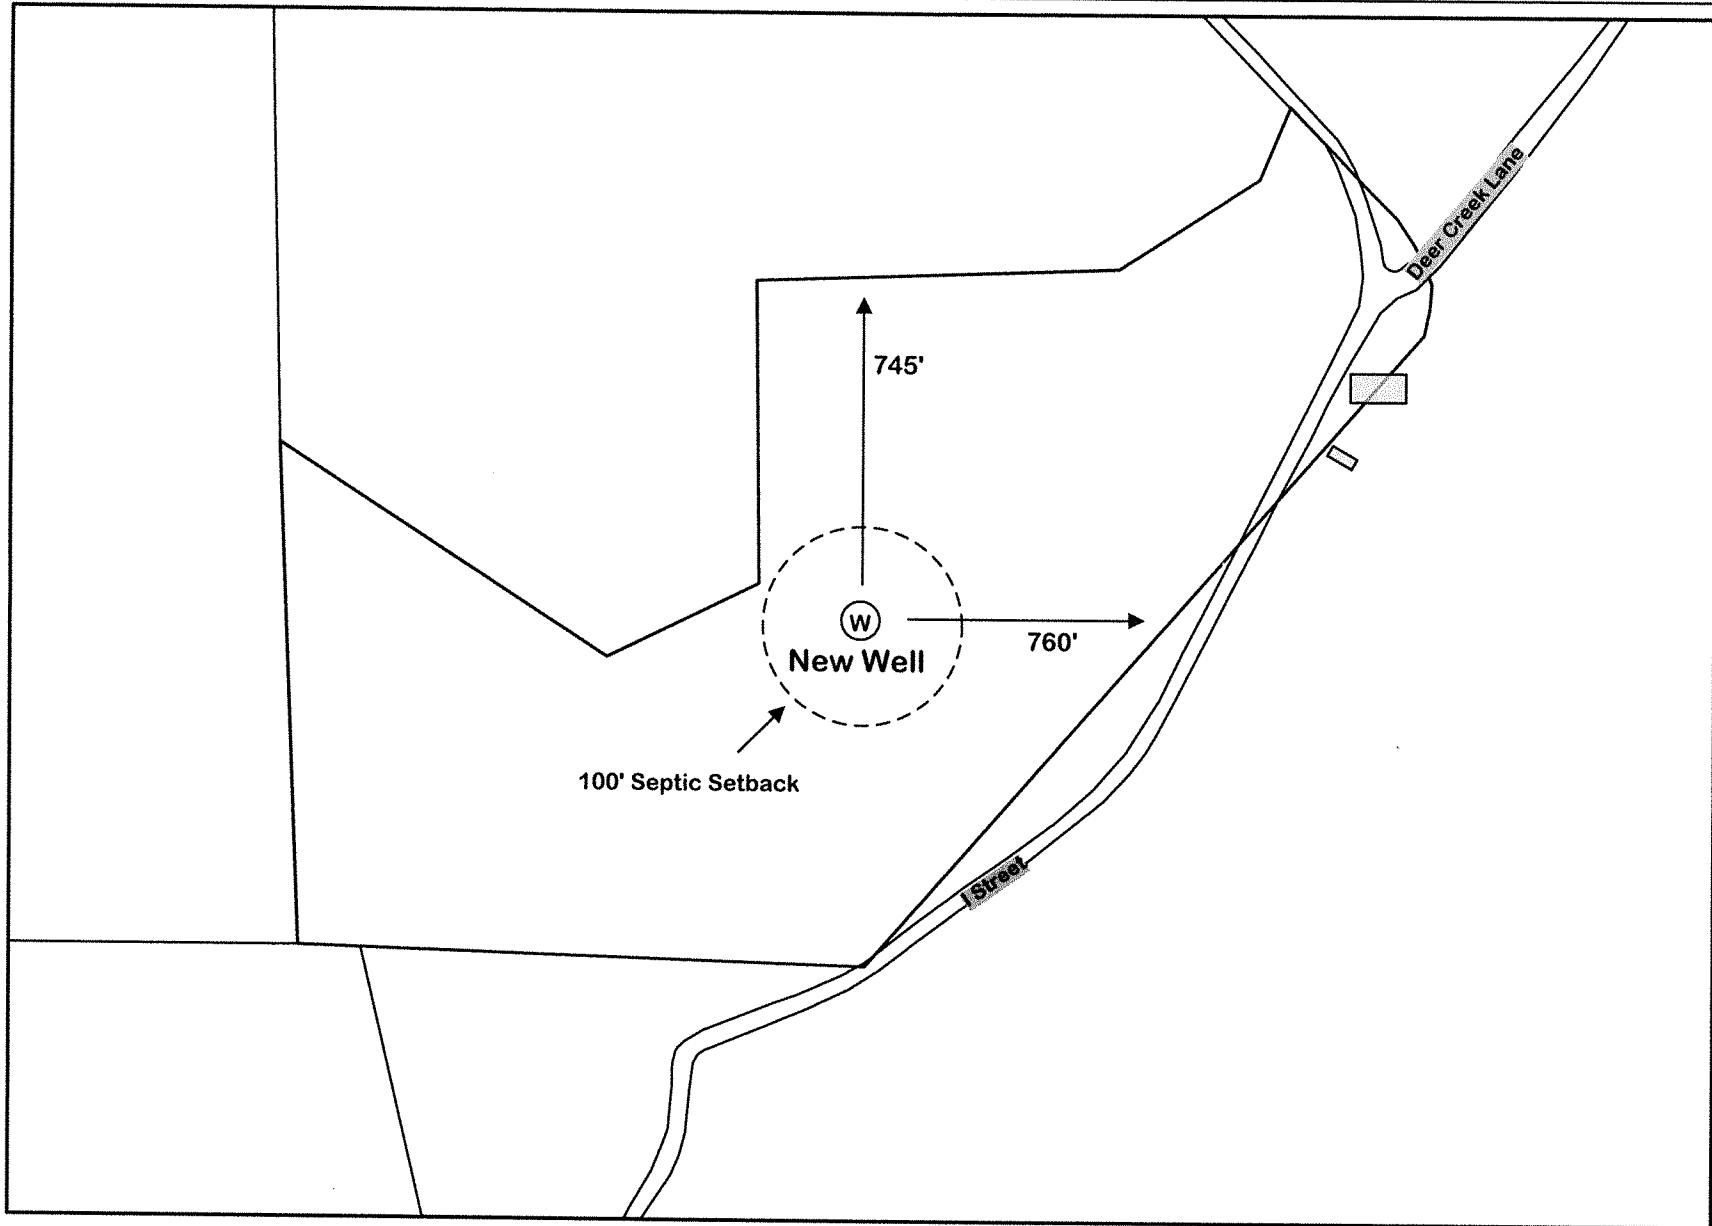 Deer Creek Lane
745'
W
760'
New Well
100' Septic Setback
I Street